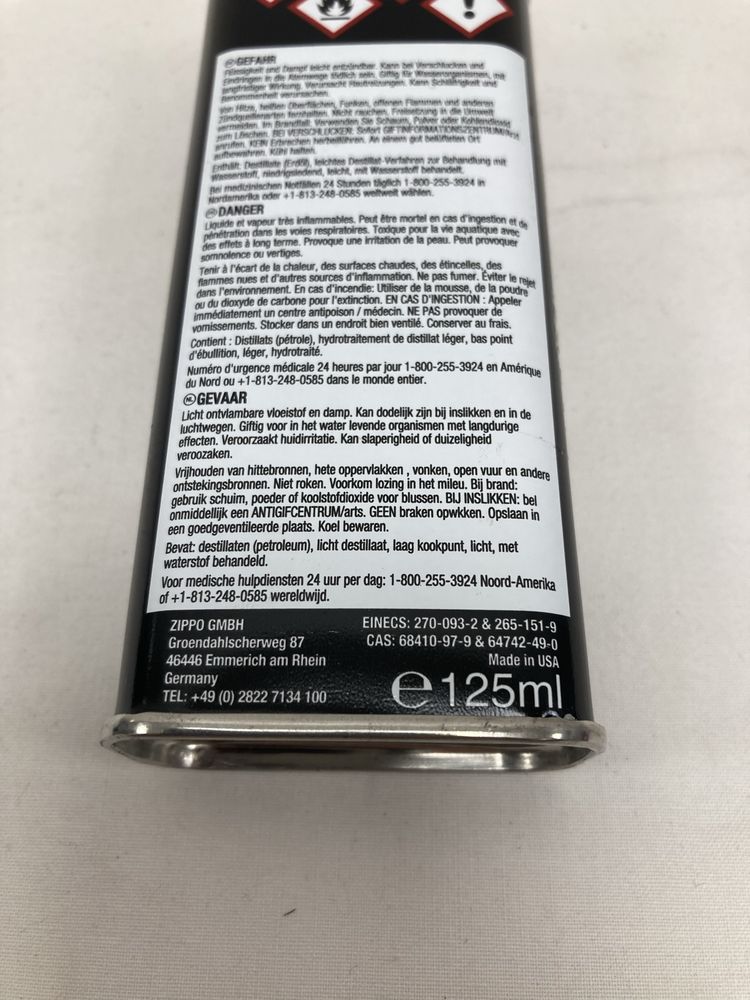 GEFAHR
Flüssigkeit und Dampf leicht entzündbar. Kann bei Verschlucken und
Eindringen in die Atemwege tödlich sein. Giftig für Wasserorganismen, mit
langfristiger Wirkung. Verursacht Hautreizungen. Kann Schläfrigkeit und
Benommenheit verursachen.
Von Hitze, heißen Oberflächen, Funken, offenen Flammen und anderen
Zündquellenarten fernhalten. Nicht rauchen. Freisetzung in die Umwelt
vermeiden. Im Brandfall: Verwenden Sie Schaum, Pulver oder Kohlendioxid
zum Löschen. BEI VERSCHLUCKEN: Sofort GIFTINFORMATIONSZENTRUM/Arzt
anrufen. KEIN Erbrechen herbeiführen. An einem gut belüfteten Ort
aufbewahren. Kühl halten.
Enthält: Destillate (Erdöl), leichtes Destillat-Verfahren zur Behandlung mit
Wasserstoff, niedrigsiedend, leicht, mit Wasserstoff behandelt.
Bei medizinischen Notfällen 24 Stunden täglich 1-800-255-3924 in
Nordamerika oder +1-813-248-0585 weltweit wählen.
FR DANGER
Liquide et vapeur très inflammables. Peut être mortel en cas d'ingestion et de
pénétration dans les voies respiratoires. Toxique pour la vie aquatique avec
des effets à long terme. Provoque une irritation de la peau. Peut provoquer
somnolence ou vertiges.
Tenir à l'écart de la chaleur, des surfaces chaudes, des étincelles, des
flammes nues et d'autres sources d'inflammation. Ne pas fumer. Éviter le rejet
dans l'environnement. En cas d'incendie: Utiliser de la mousse, de la poudre
ou du dioxyde de carbone pour l'extinction. EN CAS D'INGESTION : Appeler
immédiatement un centre antipoison / médecin. NE PAS provoquer de
vomissements. Stocker dans un endroit bien ventilé. Conserver au frais.
Contient : Distillats (pétrole), hydrotraitement de distillat léger, bas point
d'ébullition, léger, hydrotraité.
Numéro d'urgence médicale 24 heures par jour 1-800-255-3924 en Amérique
du Nord ou +1-813-248-0585 dans le monde entier.
NL GEVAAR
Licht ontvlambare vloeistof en damp. Kan dodelijk zijn bij inslikken en in de
luchtwegen. Giftig voor in het water levende organismen met langdurige
effecten. Veroorzaakt huidirritatie. Kan slaperigheid of duizeligheid
veroozaken.
Vrijhouden van hittebronnen, hete oppervlakken , vonken, open vuur en andere
ontstekingsbronnen. Niet roken. Voorkom lozing in het mileu. Bij brand:
gebruik schuim, poeder of koolstofdioxide voor blussen. BIJ INSLIKKEN: bel
onmiddellijk een ANTIGIFCENTRUM/arts. GEEN braken opwkken. Opslaan in
een goedgeventileerde plaats. Koel bewaren.
Bevat: destillaten (petroleum), licht destillaat, laag kookpunt, licht, met
waterstof behandeld.
Voor medische hulpdiensten 24 uur per dag: 1-800-255-3924 Noord-Amerika
of +1-813-248-0585 wereldwijd.
ZIPPO GMBH
Groendahlscherweg 87
46446 Emmerich am Rhein
Germany
TEL: +49 (0) 2822 7134 100
EINECS: 270-093-2 & 265-151-9
CAS: 68410-97-9 & 64742-49-0
Made in USA
℮125ml